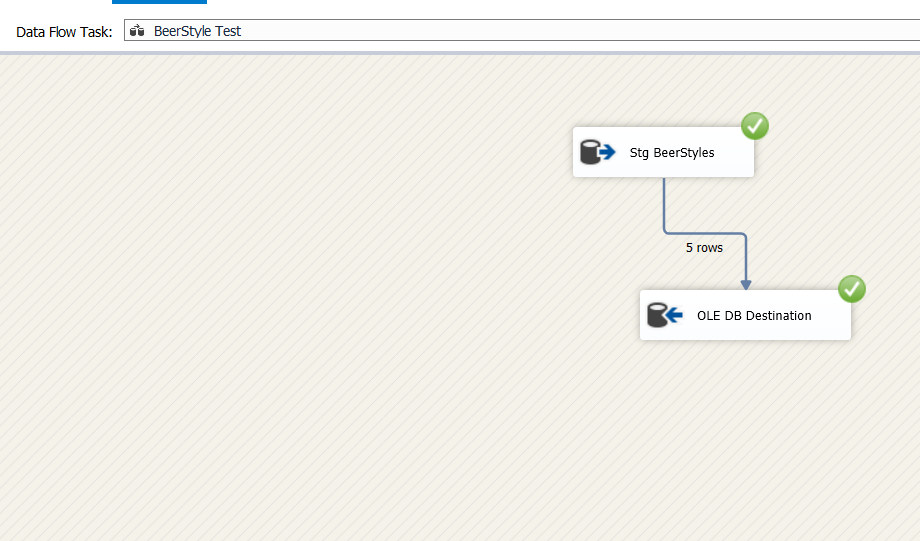 Data Flow Task: BeerStyle Test
Stg BeerStyles
5 rows
OLE DB Destination